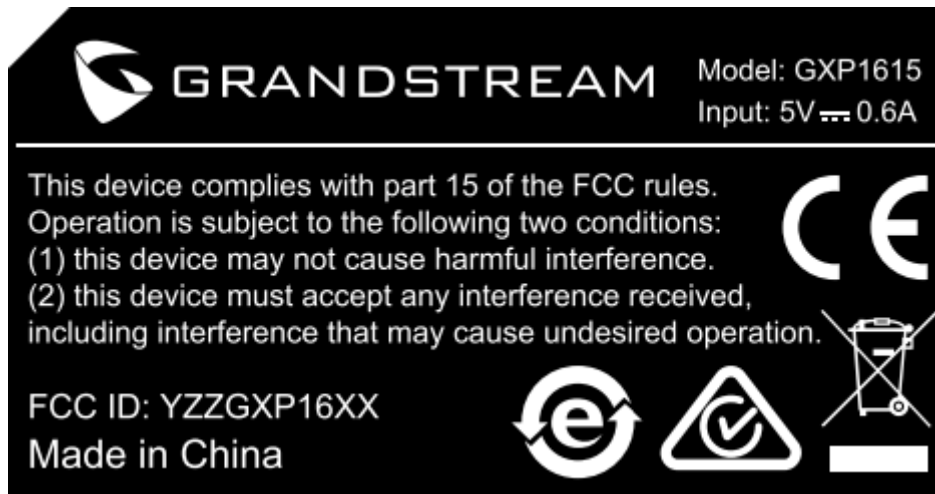 GRANDSTREAM
Model: GXP1615
Input: 5V⎓0.6A
This device complies with part 15 of the FCC rules.
Operation is subject to the following two conditions:
(1) this device may not cause harmful interference.
(2) this device must accept any interference received,
including interference that may cause undesired operation.
CE
FCC ID: YZZGXP16XX
Made in China
e